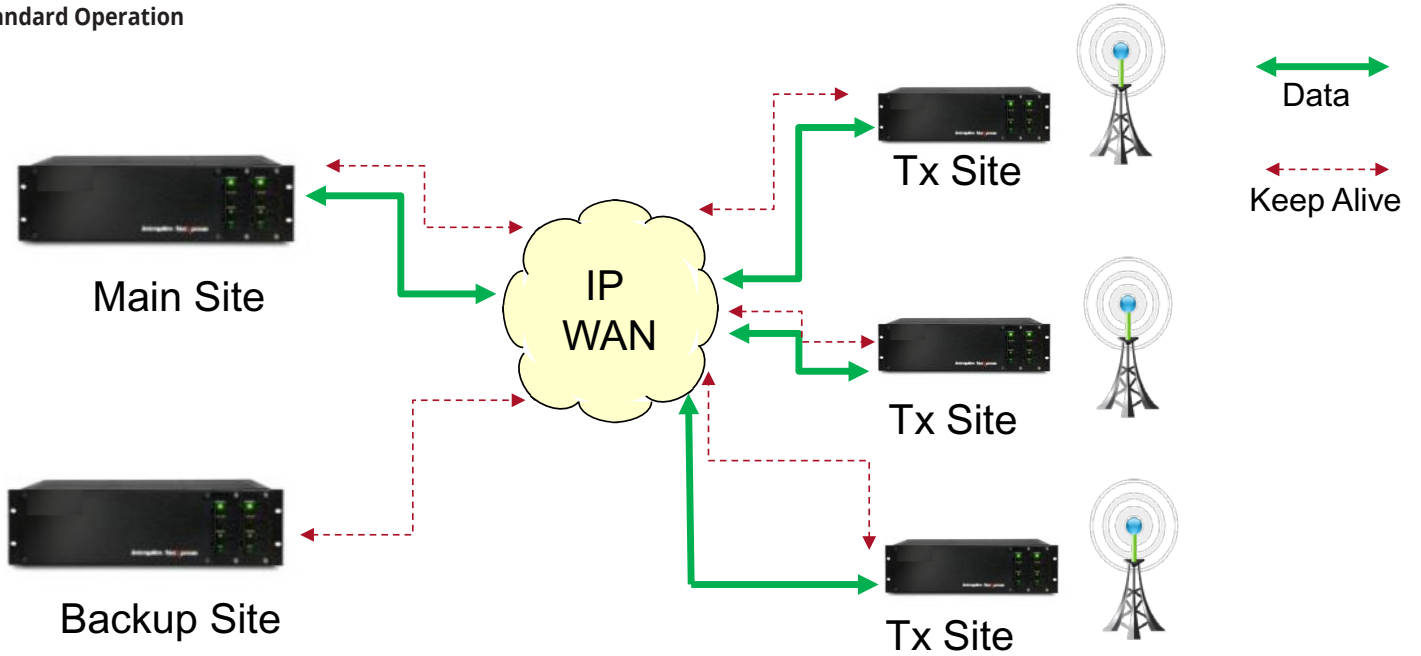 andard Operation
Data
Tx Site
Keep Alive
Main Site
IP
WAN
Tx Site
Backup Site
Tx Site